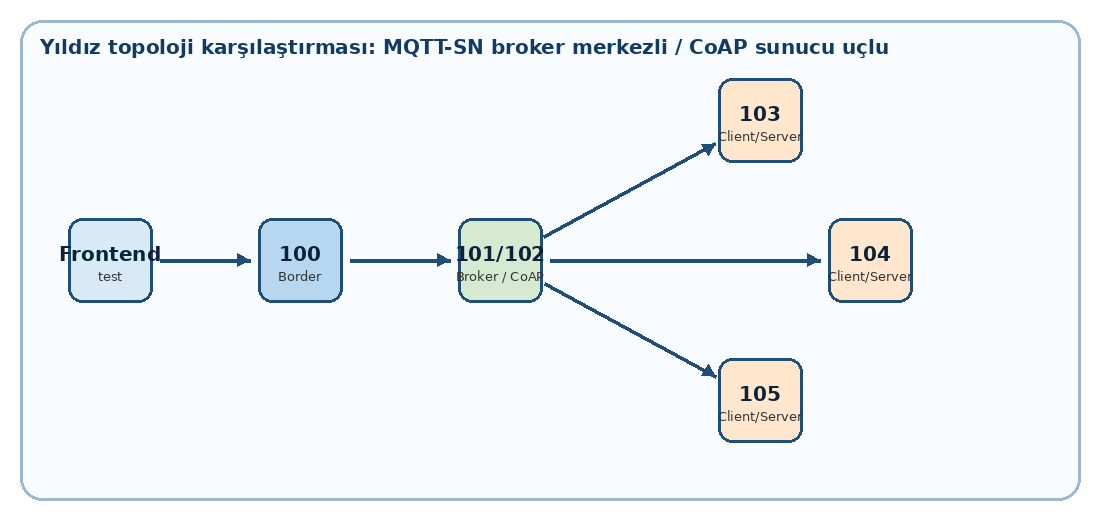 Yıldız topoloji karşılaştırması: MQTT-SN broker merkezli / CoAP sunucu uçlu
103
Client/Server
Frontend
test
100
Border
101/102
Broker / CoAP
104
Client/Server
105
Client/Server